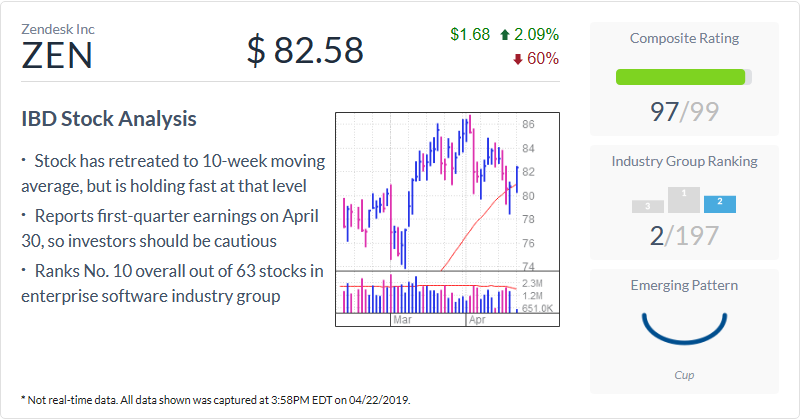 Zendesk Inc
ZEN
$ 82.58
$1.68 2.09%
60%
IBD Stock Analysis
· Stock has retreated to 10-week moving
average, but is holding fast at that level
· Reports first-quarter earnings on April
30, so investors should be cautious
· Ranks No. 10 overall out of 63 stocks in
enterprise software industry group
86
84
82
80
78
76
74
2.3M
1.2M
651.0K
Mar Apr
Composite Rating
97/99
Industry Group Ranking
3 1 2
2/197
Emerging Pattern
Cup
* Not real-time data. All data shown was captured at 3:58PM EDT on 04/22/2019.